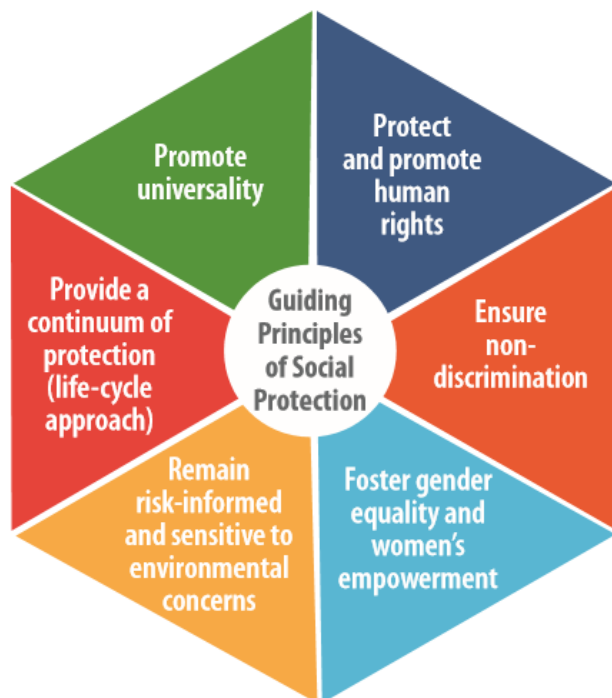 Guiding
Principles
of Social
Protection
Protect
and promote
human
rights
Ensure
non-
discrimination
Foster gender
equality and
women's
empowerment
Remain
risk-informed
and sensitive to
environmental
concerns
Provide a
continuum of
protection
(life-cycle
approach)
Promote
universality